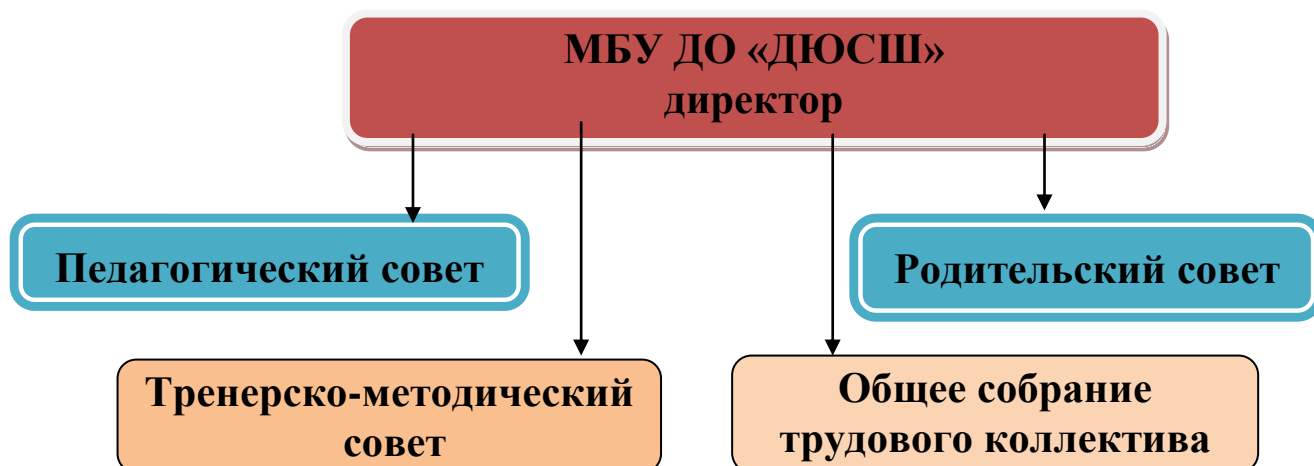 МБУ ДО «ДЮСШ»
директор
Педагогический совет
Родительский совет
Тренерско-методический
совет
Общее собрание
трудового коллектива